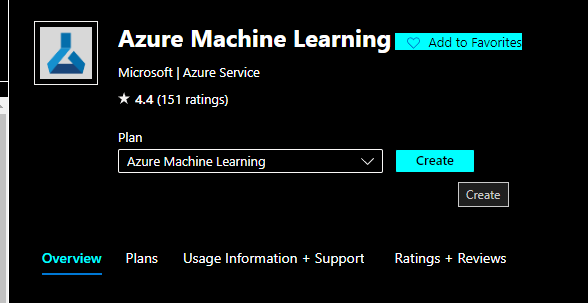 Azure Machine Learning
Add to Favorites
Microsoft | Azure Service
★ 4.4 (151 ratings)
Plan
Azure Machine Learning
Create
Create
Overview
Plans
Usage Information + Support
Ratings + Reviews